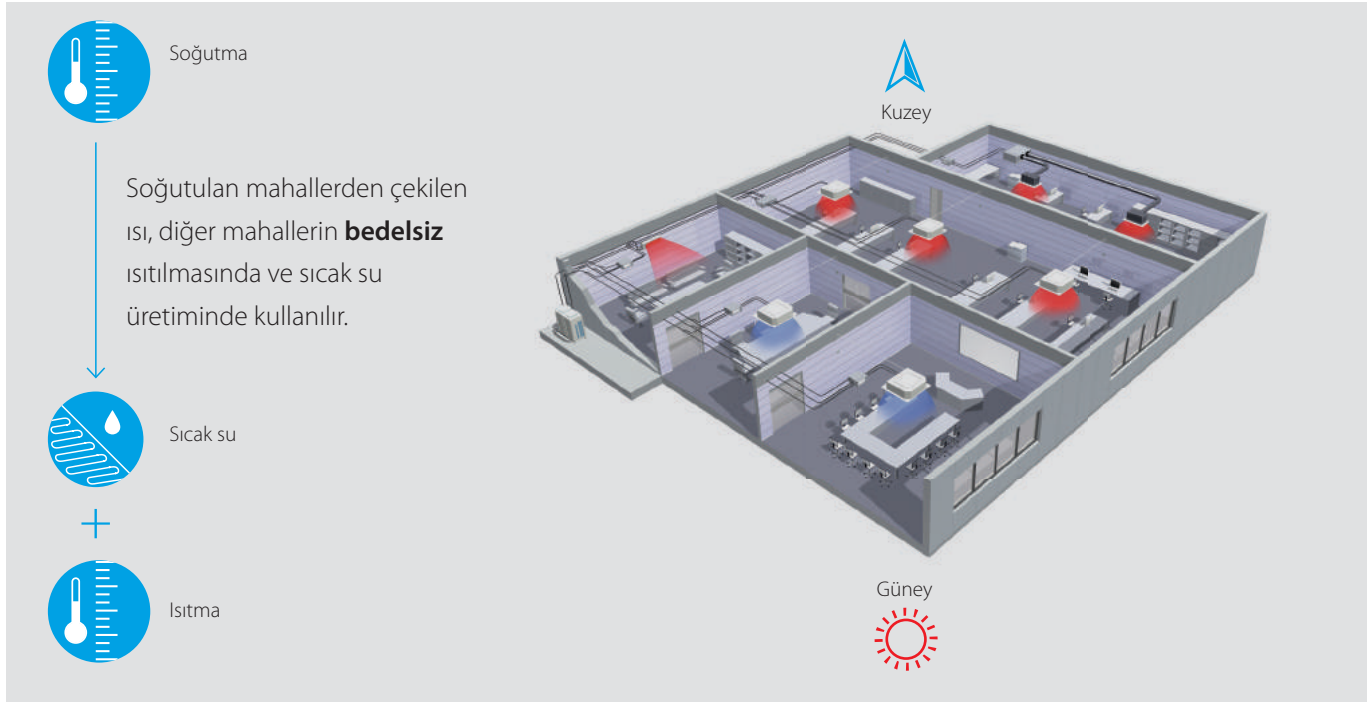 Soğutma
Soğutulan mahallerden çekilen
ısı, diğer mahallerin bedelsiz
ısıtılmasında ve sıcak su
üretiminde kullanılır.
Sıcak su
Isıtma
Kuzey
Güney